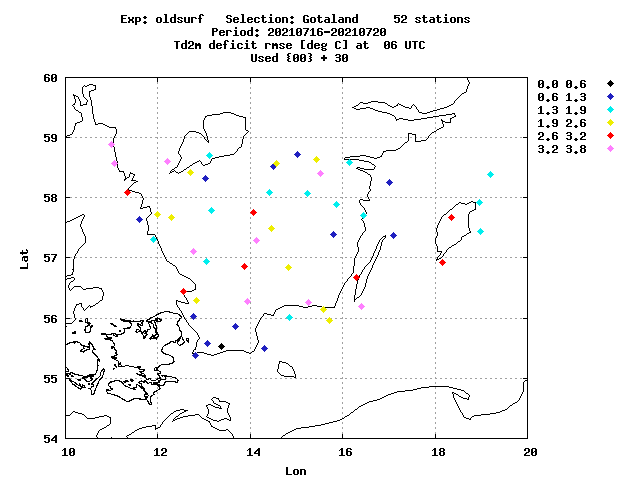 Exp: oldsurf Selection: Gotaland 52 stations
Period: 20210716-20210720
Td2m deficit rmse [deg C] at 06 UTC
Used {00} + 30
60
59
58
57
56
55
54
Lat
10 12 14 16 18 20
Lon
0.0 0.6
0.6 1.3
1.3 1.9
1.9 2.6
2.6 3.2
3.2 3.8